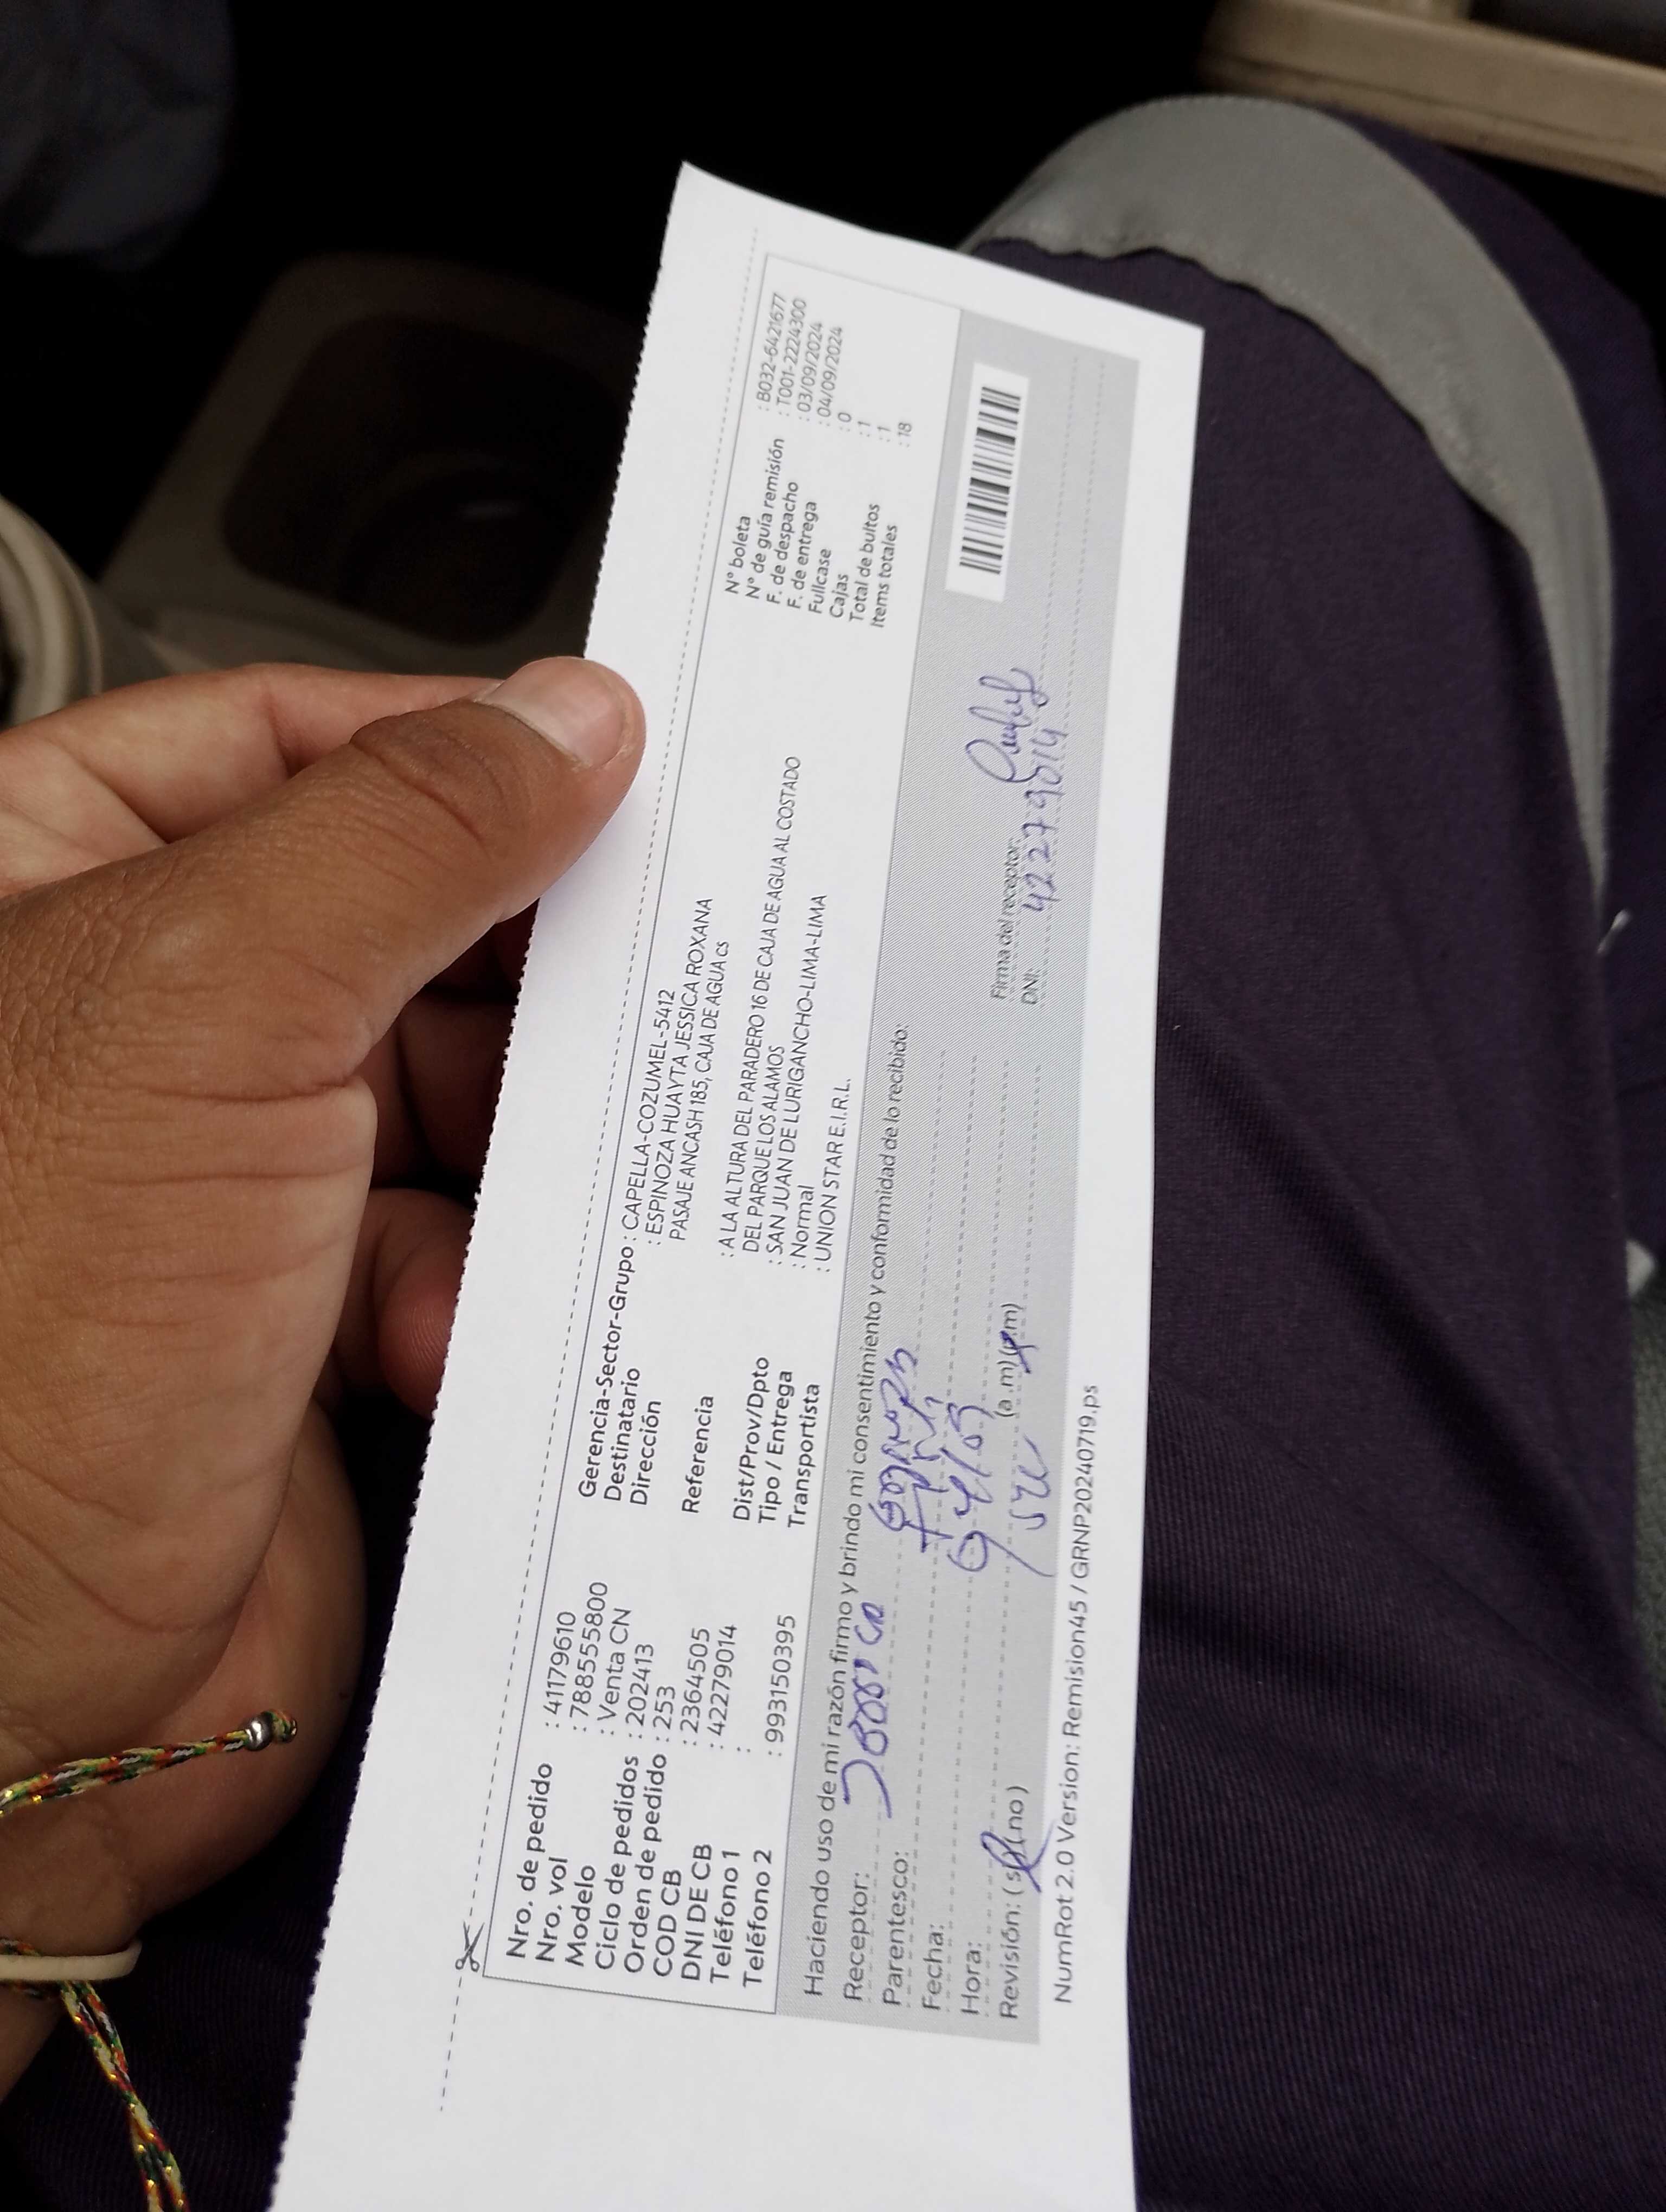 Nro. de pedido : 41179610
Nro. vol : 7885555800
Modelo : Venta CN
Ciclo de pedidos : 202413
Orden de pedido : 253
COD CB : 2364505
DNI DE CB : 42279014
Teléfono 1 :
Teléfono 2 : 993150395
Gerencia-Sector-Grupo : CAPELLA-COZUMEL-5412
Destinatario : ESPINOZA HUAYTA JESSICA ROXANA
Dirección PASAJE ANCASH 185, CAJA DE AGUA cs
Referencia : A LA ALTURA DEL PARADERO 16 DE CAJA DE AGUA AL COSTADO
DEL PARQUE LOS ALAMOS
Dist/Prov/Dpto : SAN JUAN DE LURIGANCHO-LIMA-LIMA
Tipo / Entrega : Normal
Transportista : UNION STAR E.I.R.L.
N° boleta : B032-6421677
N° de guía remisión : T001-2224300
F. de despacho : 03/09/2024
F. de entrega : 04/09/2024
Fullcase : 0
Cajas : 1
Total de bultos : 1
Items totales : 18
Haciendo uso de mi razón firmo y brindo mi consentimiento y conformidad de lo recibido:
Receptor:
Parentesco:
Fecha: 04/09
Hora: (a.m) (p.m)
Revisión: (si) (no)
Firma del receptor:
DNI: 42279014
NumRot 2.0 Version: Remision45 / GRNP20240719.ps